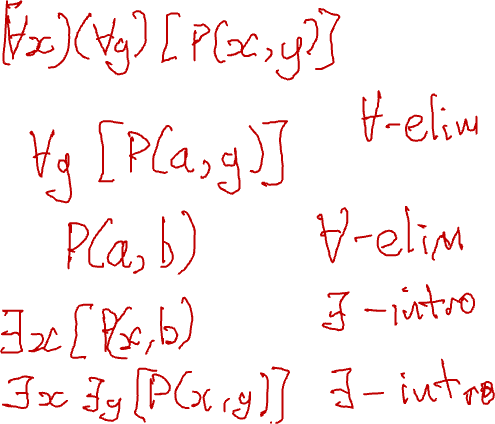 (∀x)(∀y)[P(x,y)]
∀y [P(a,y)] ∀-elim
P(a,b) ∀-elim
∃x[P(x,b) ∃-intro
∃x ∃y[P(x,y)] ∃-intro